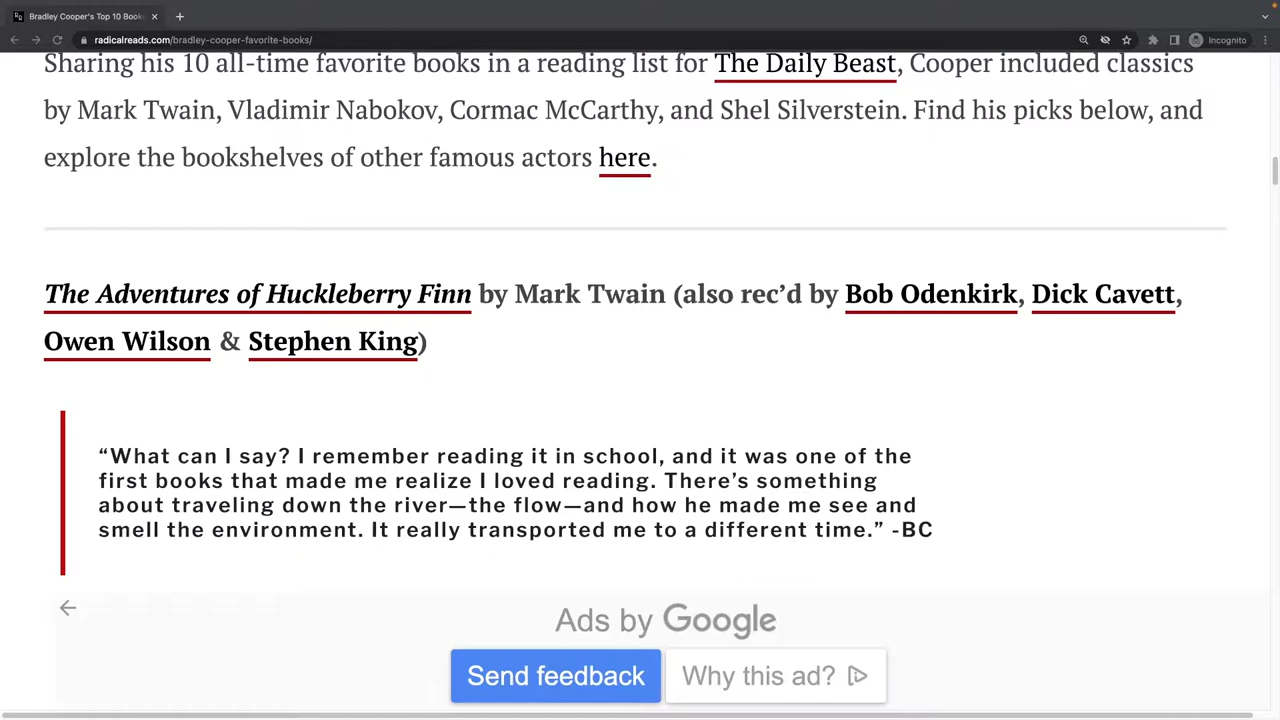 Bradley Cooper's Top 10 Book
radicalreads.com/bradley-cooper-favorite-books/
Incognito
Sharing his 10 all-time favorite books in a reading list for The Daily Beast, Cooper included classics
by Mark Twain, Vladimir Nabokov, Cormac McCarthy, and Shel Silverstein. Find his picks below, and
explore the bookshelves of other famous actors here.
The Adventures of Huckleberry Finn by Mark Twain (also rec’d by Bob Odenkirk, Dick Cavett,
Owen Wilson & Stephen King)
“What can I say? I remember reading it in school, and it was one of the
first books that made me realize I loved reading. There’s something
about traveling down the river—the flow—and how he made me see and
smell the environment. It really transported me to a different time.” -BC
Ads by Google
Send feedback
Why this ad?